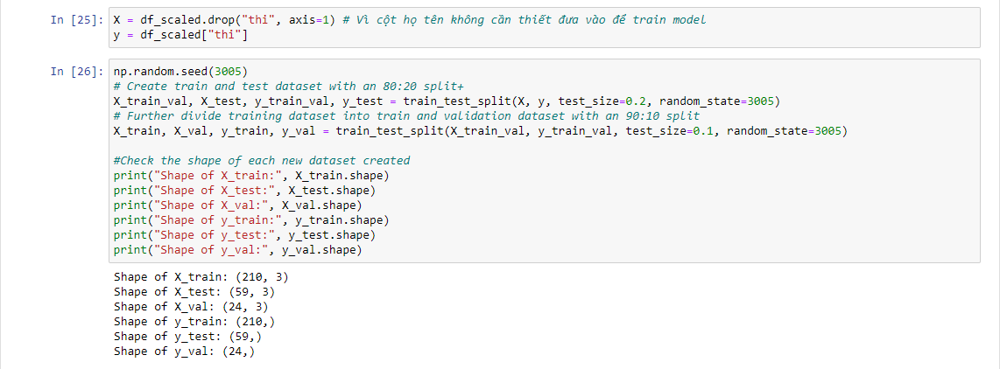 In [25]: X = df_scaled.drop("thi", axis=1) # Vì cột họ tên không cần thiết đưa vào để train model
y = df_scaled["thi"]
In [26]: np.random.seed(3005)
# Create train and test dataset with an 80:20 split+
X_train_val, X_test, y_train_val, y_test = train_test_split(X, y, test_size=0.2, random_state=3005)
# Further divide training dataset into train and validation dataset with an 90:10 split
X_train, X_val, y_train, y_val = train_test_split(X_train_val, y_train_val, test_size=0.1, random_state=3005)
#Check the shape of each new dataset created
print("Shape of X_train:", X_train.shape)
print("Shape of X_test:", X_test.shape)
print("Shape of X_val:", X_val.shape)
print("Shape of y_train:", y_train.shape)
print("Shape of y_test:", y_test.shape)
print("Shape of y_val:", y_val.shape)
Shape of X_train: (210, 3)
Shape of X_test: (59, 3)
Shape of X_val: (24, 3)
Shape of y_train: (210,)
Shape of y_test: (59,)
Shape of y_val: (24,)